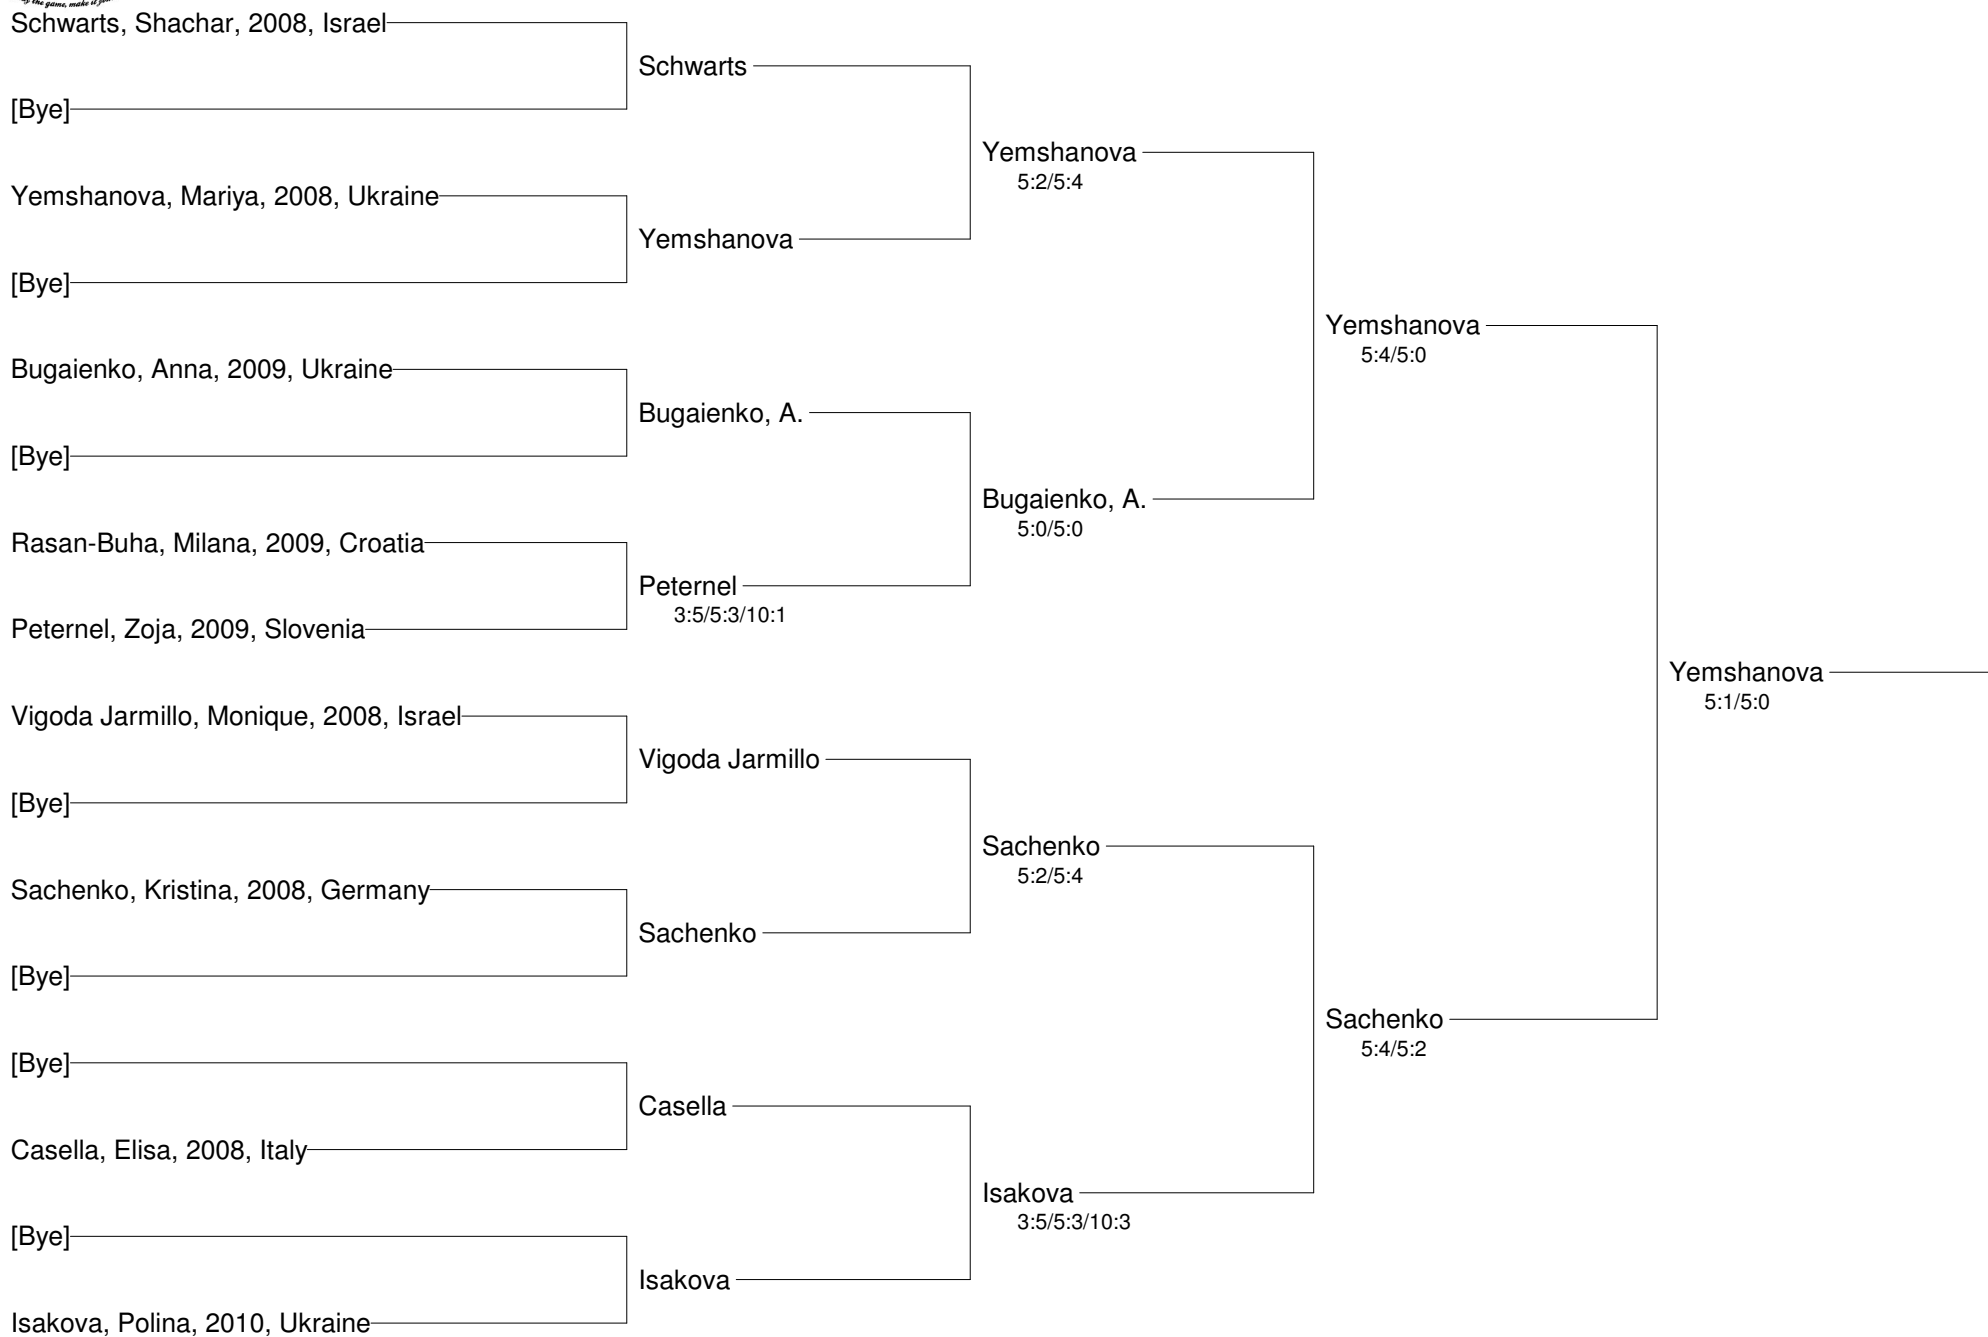 Schwarts, Shachar, 2008, Israel
[Bye]
Yemshanova, Mariya, 2008, Ukraine
[Bye]
Bugaienko, Anna, 2009, Ukraine
[Bye]
Rasan-Buha, Milana, 2009, Croatia
Peternel, Zoja, 2009, Slovenia
Vigoda Jarmillo, Monique, 2008, Israel
[Bye]
Sachenko, Kristina, 2008, Germany
[Bye]
[Bye]
Casella, Elisa, 2008, Italy
[Bye]
Isakova, Polina, 2010, Ukraine
Schwarts
Yemshanova
Bugaienko, A.
Peternel
3:5/5:3/10:1
Vigoda Jarmillo
Sachenko
Casella
Isakova
Yemshanova
5:2/5:4
Bugaienko, A.
5:0/5:0
Sachenko
5:2/5:4
Isakova
3:5/5:3/10:3
Yemshanova
5:4/5:0
Sachenko
5:4/5:2
Yemshanova
5:1/5:0